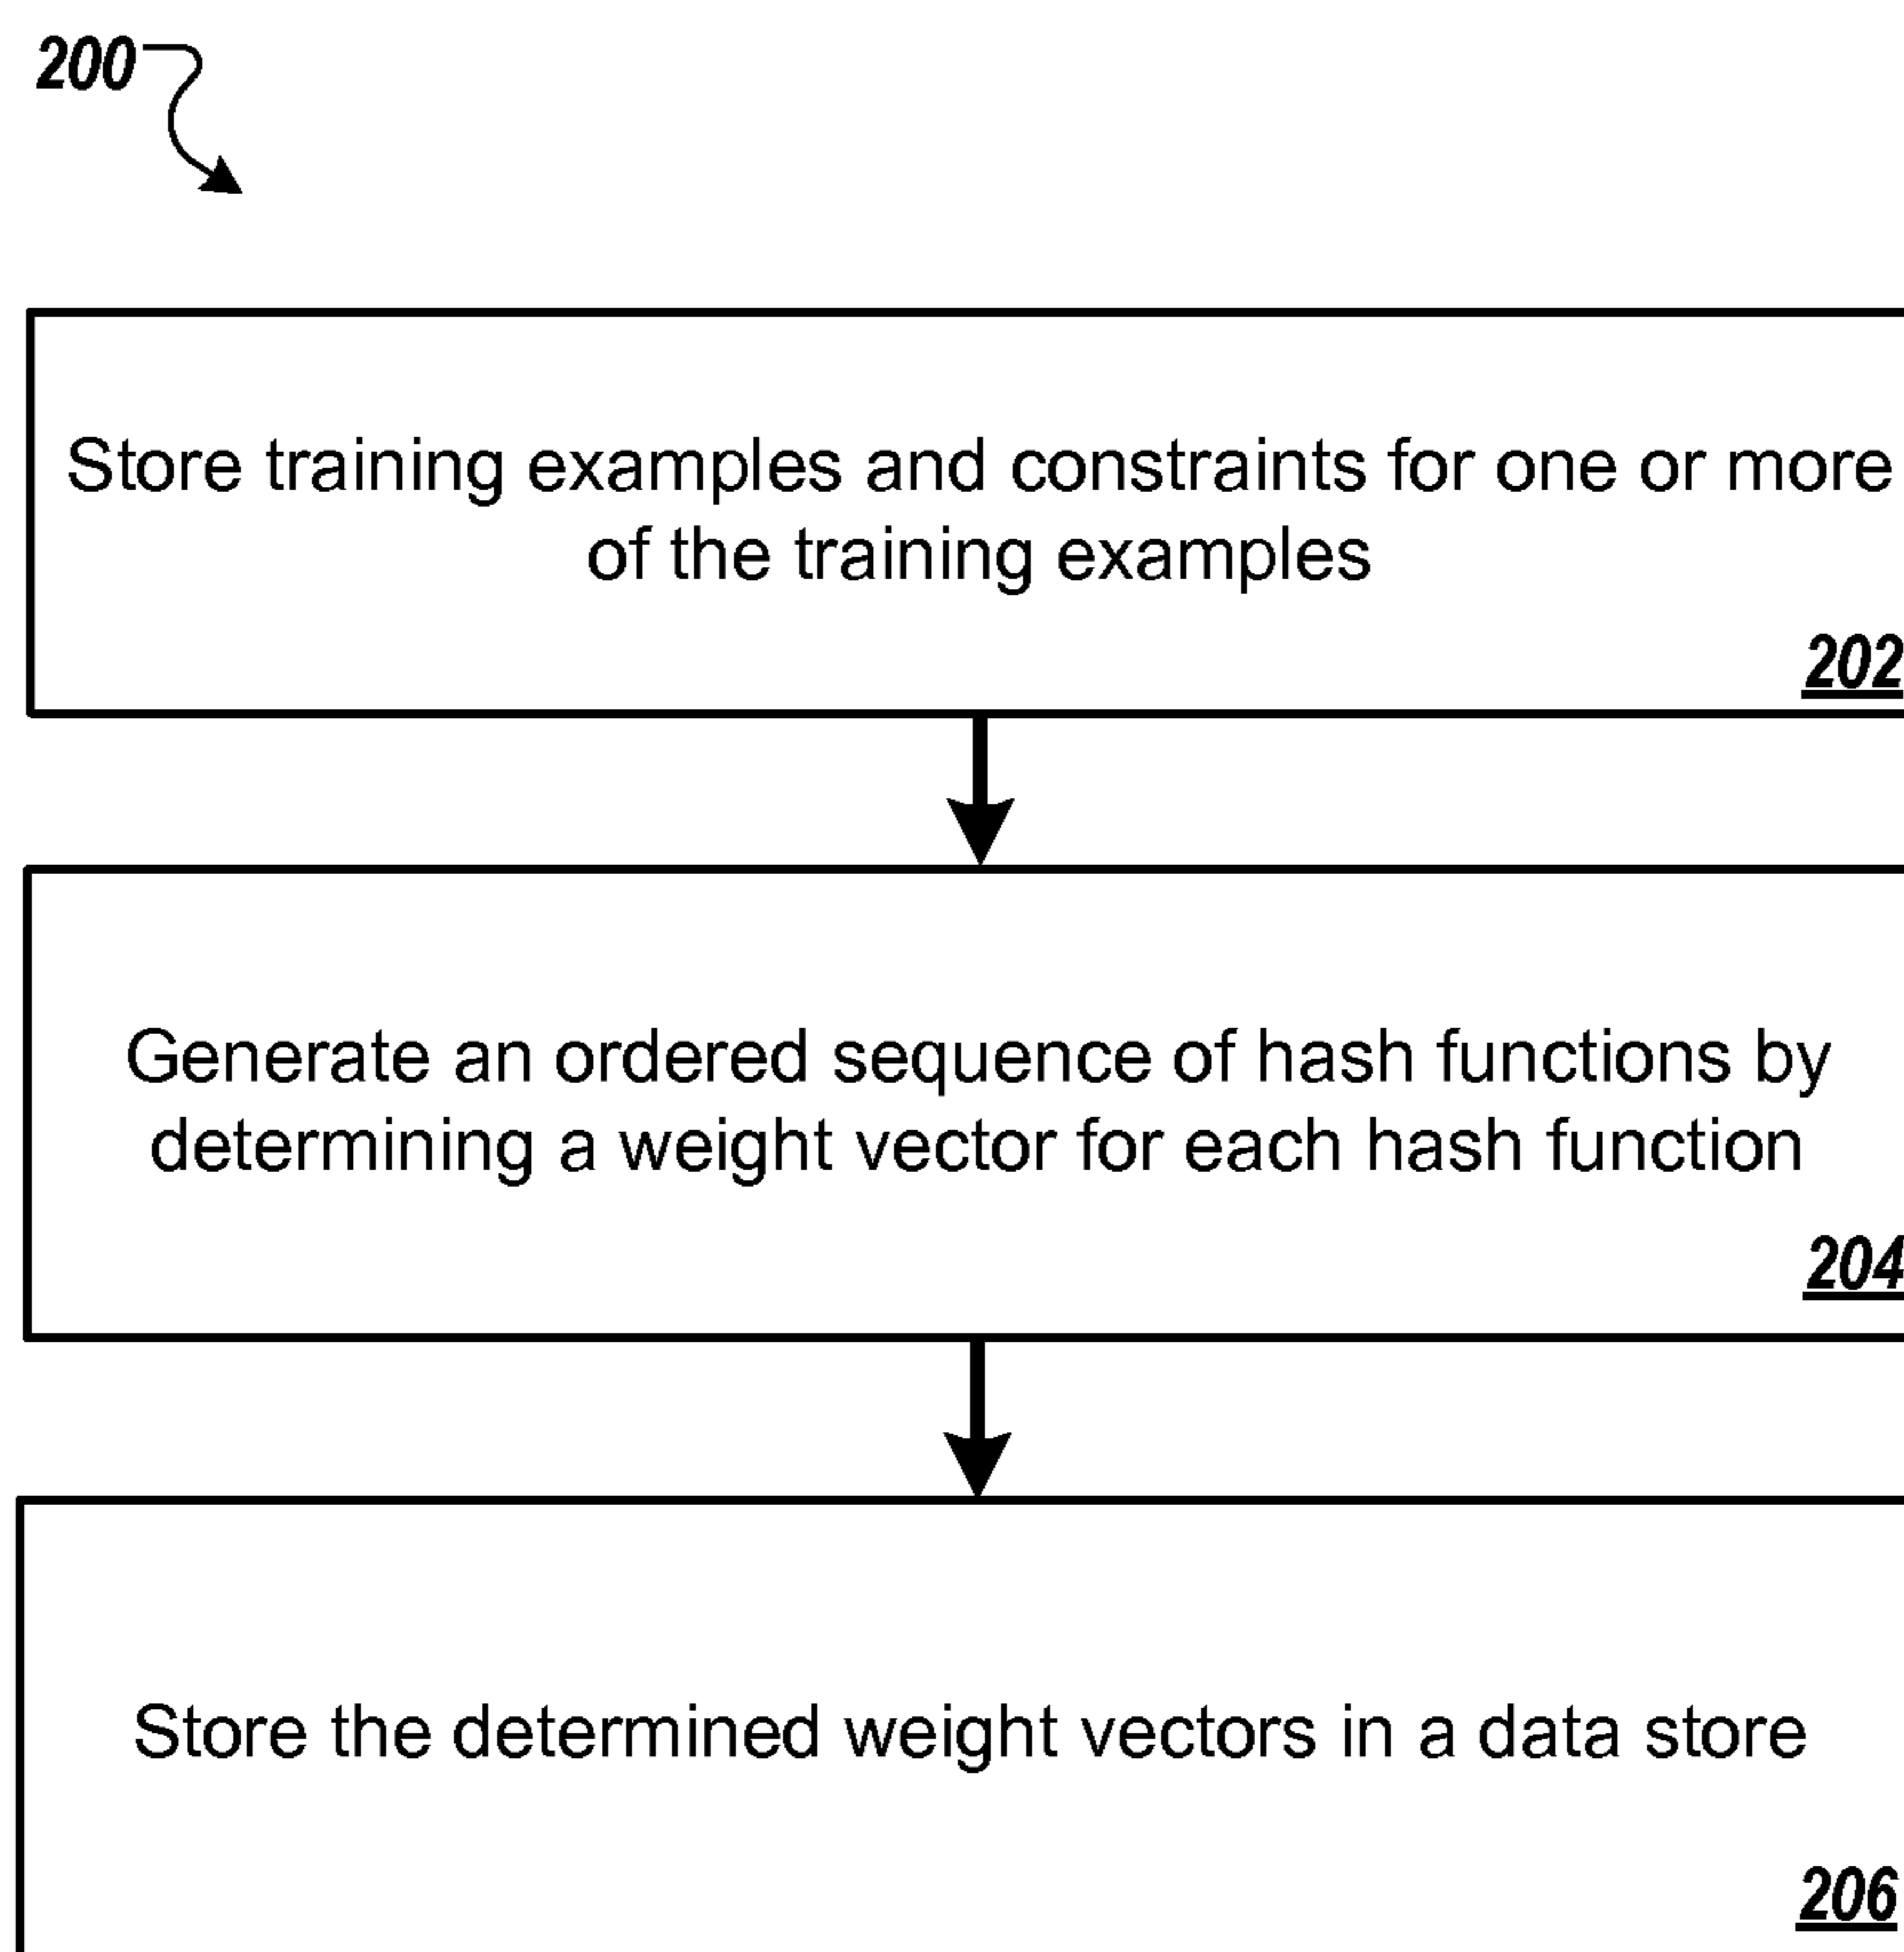 200
Store training examples and constraints for one or more
of the training examples
202
Generate an ordered sequence of hash functions by
determining a weight vector for each hash function
204
Store the determined weight vectors in a data store
206